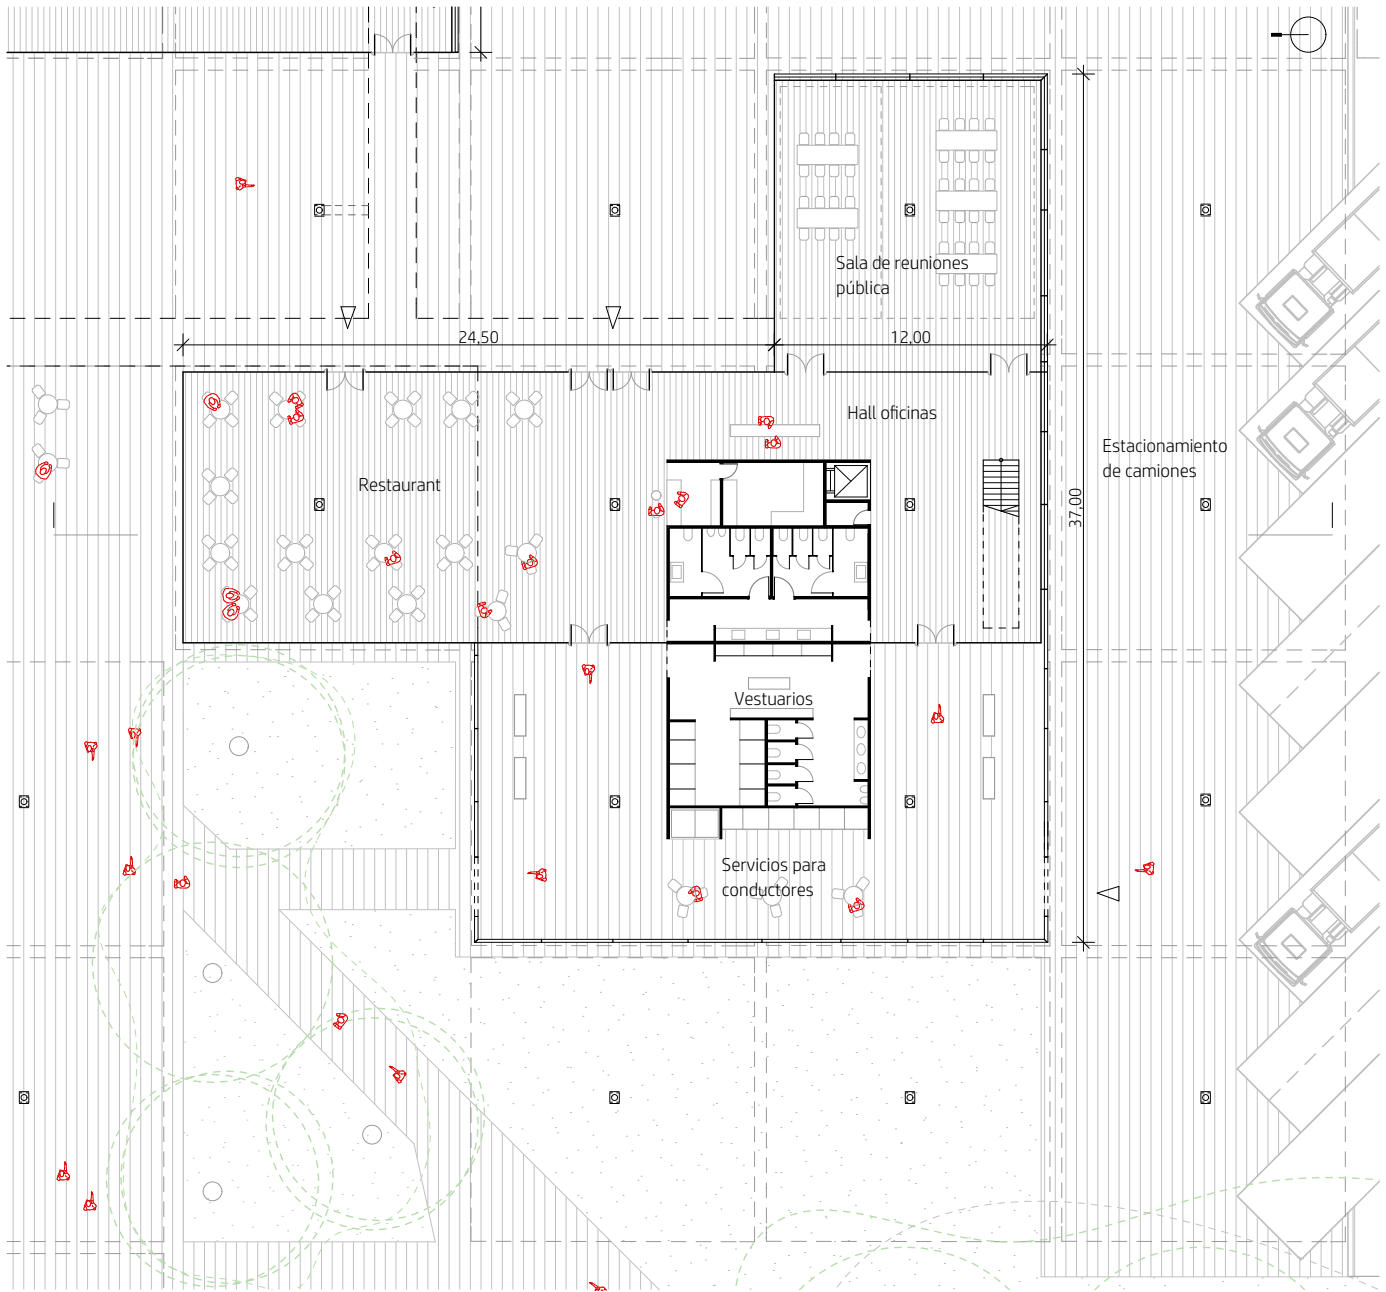 Sala de reuniones
pública
24,50
12,00
Hall oficinas
Estacionamiento
de camiones
Restaurant
37,00
Vestuarios
Servicios para
conductores